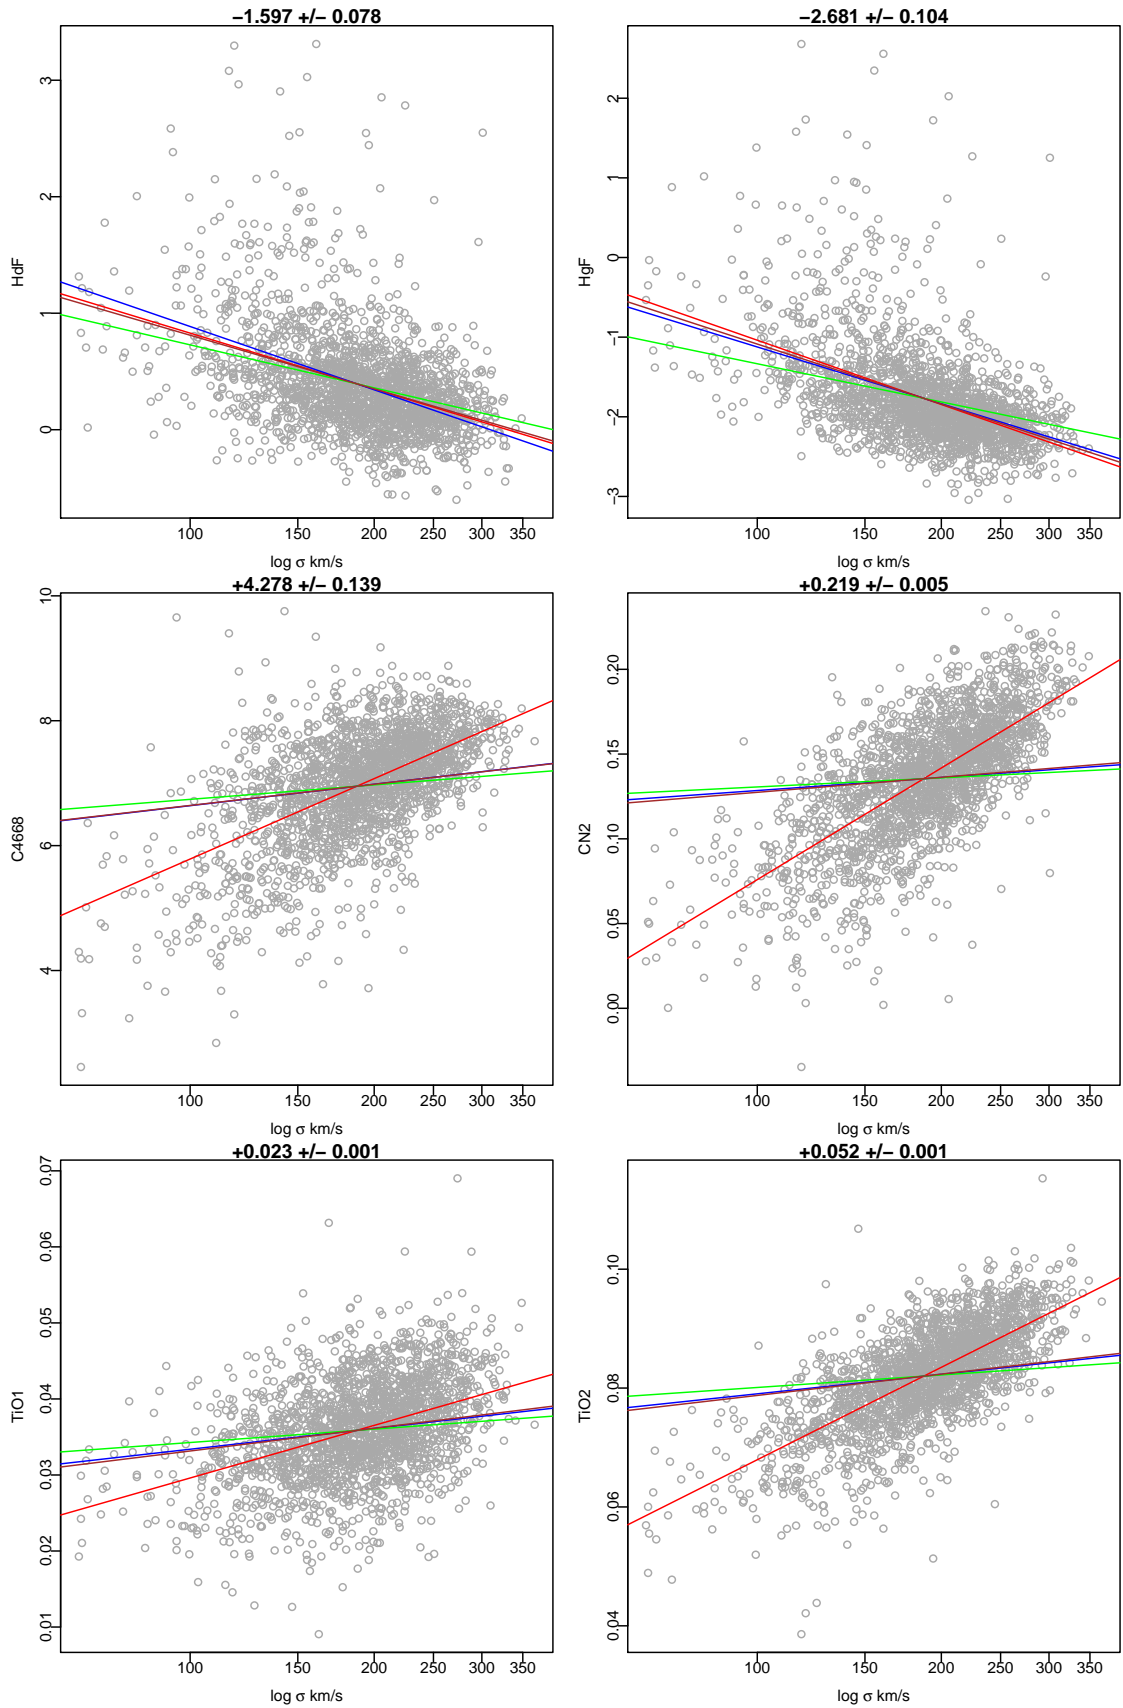 −1.597 +/− 0.078
HdF
0 1 2 3
100 150 200 250 300 350
log σ km/s
−2.681 +/− 0.104
HgF
−3 −2 −1 0 1 2
100 150 200 250 300 350
log σ km/s
+4.278 +/− 0.139
C4668
4 6 8 10
100 150 200 250 300 350
log σ km/s
+0.219 +/− 0.005
CN2
0.00 0.05 0.10 0.15 0.20
100 150 200 250 300 350
log σ km/s
+0.023 +/− 0.001
TiO1
0.01 0.02 0.03 0.04 0.05 0.06 0.07
100 150 200 250 300 350
log σ km/s
+0.052 +/− 0.001
TiO2
0.04 0.06 0.08 0.10
100 150 200 250 300 350
log σ km/s